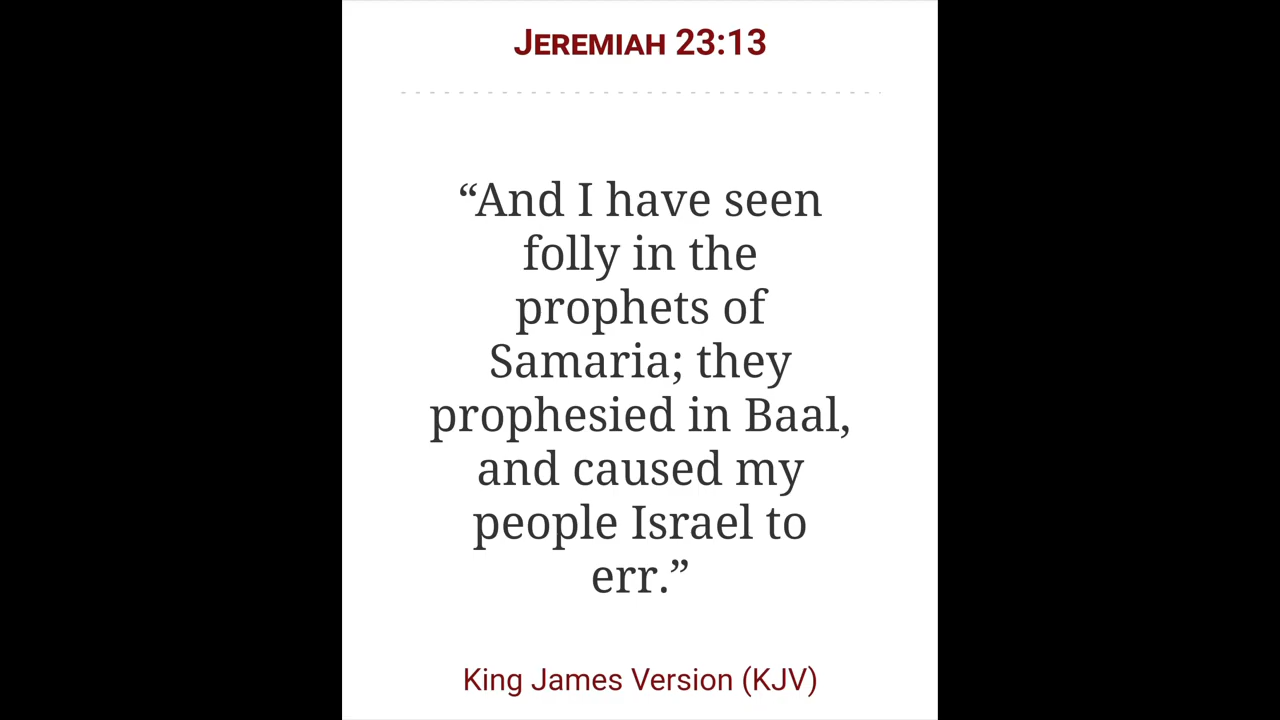 JEREMIAH 23:13
“And I have seen
folly in the
prophets of
Samaria; they
prophesied in Baal,
and caused my
people Israel to
err.”
King James Version (KJV)